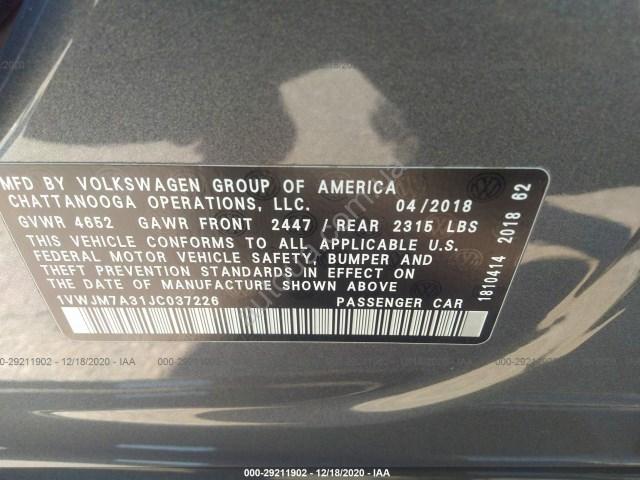 MFD BY VOLKSWAGEN GROUP OF AMERICA
CHATTANOOGA OPERATIONS, LLC. 04/2018
GVWR 4652 GAWR FRONT 2447 / REAR 2315 LBS
THIS VEHICLE CONFORMS TO ALL APPLICABLE U.S.
FEDERAL MOTOR VEHICLE SAFETY, BUMPER AND
THEFT PREVENTION STANDARDS IN EFFECT ON
THE DATE OF MANUFACTURE SHOWN ABOVE
1VWJM7A31JC037226 PASSENGER CAR
1810414 2018 62
000-29211902 - 12/18/2020 - IAA
000-29211902 - 12/18/2020 - IAA
000-29211902 - 12/18/2020 - IAA